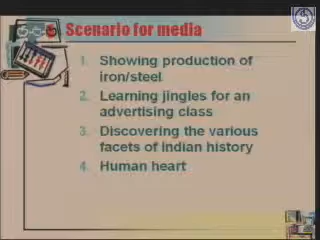 Scenario for media
1. Showing production of
iron/steel
2. Learning jingles for an
advertising class
3. Discovering the various
facets of indian history
4. Human heart